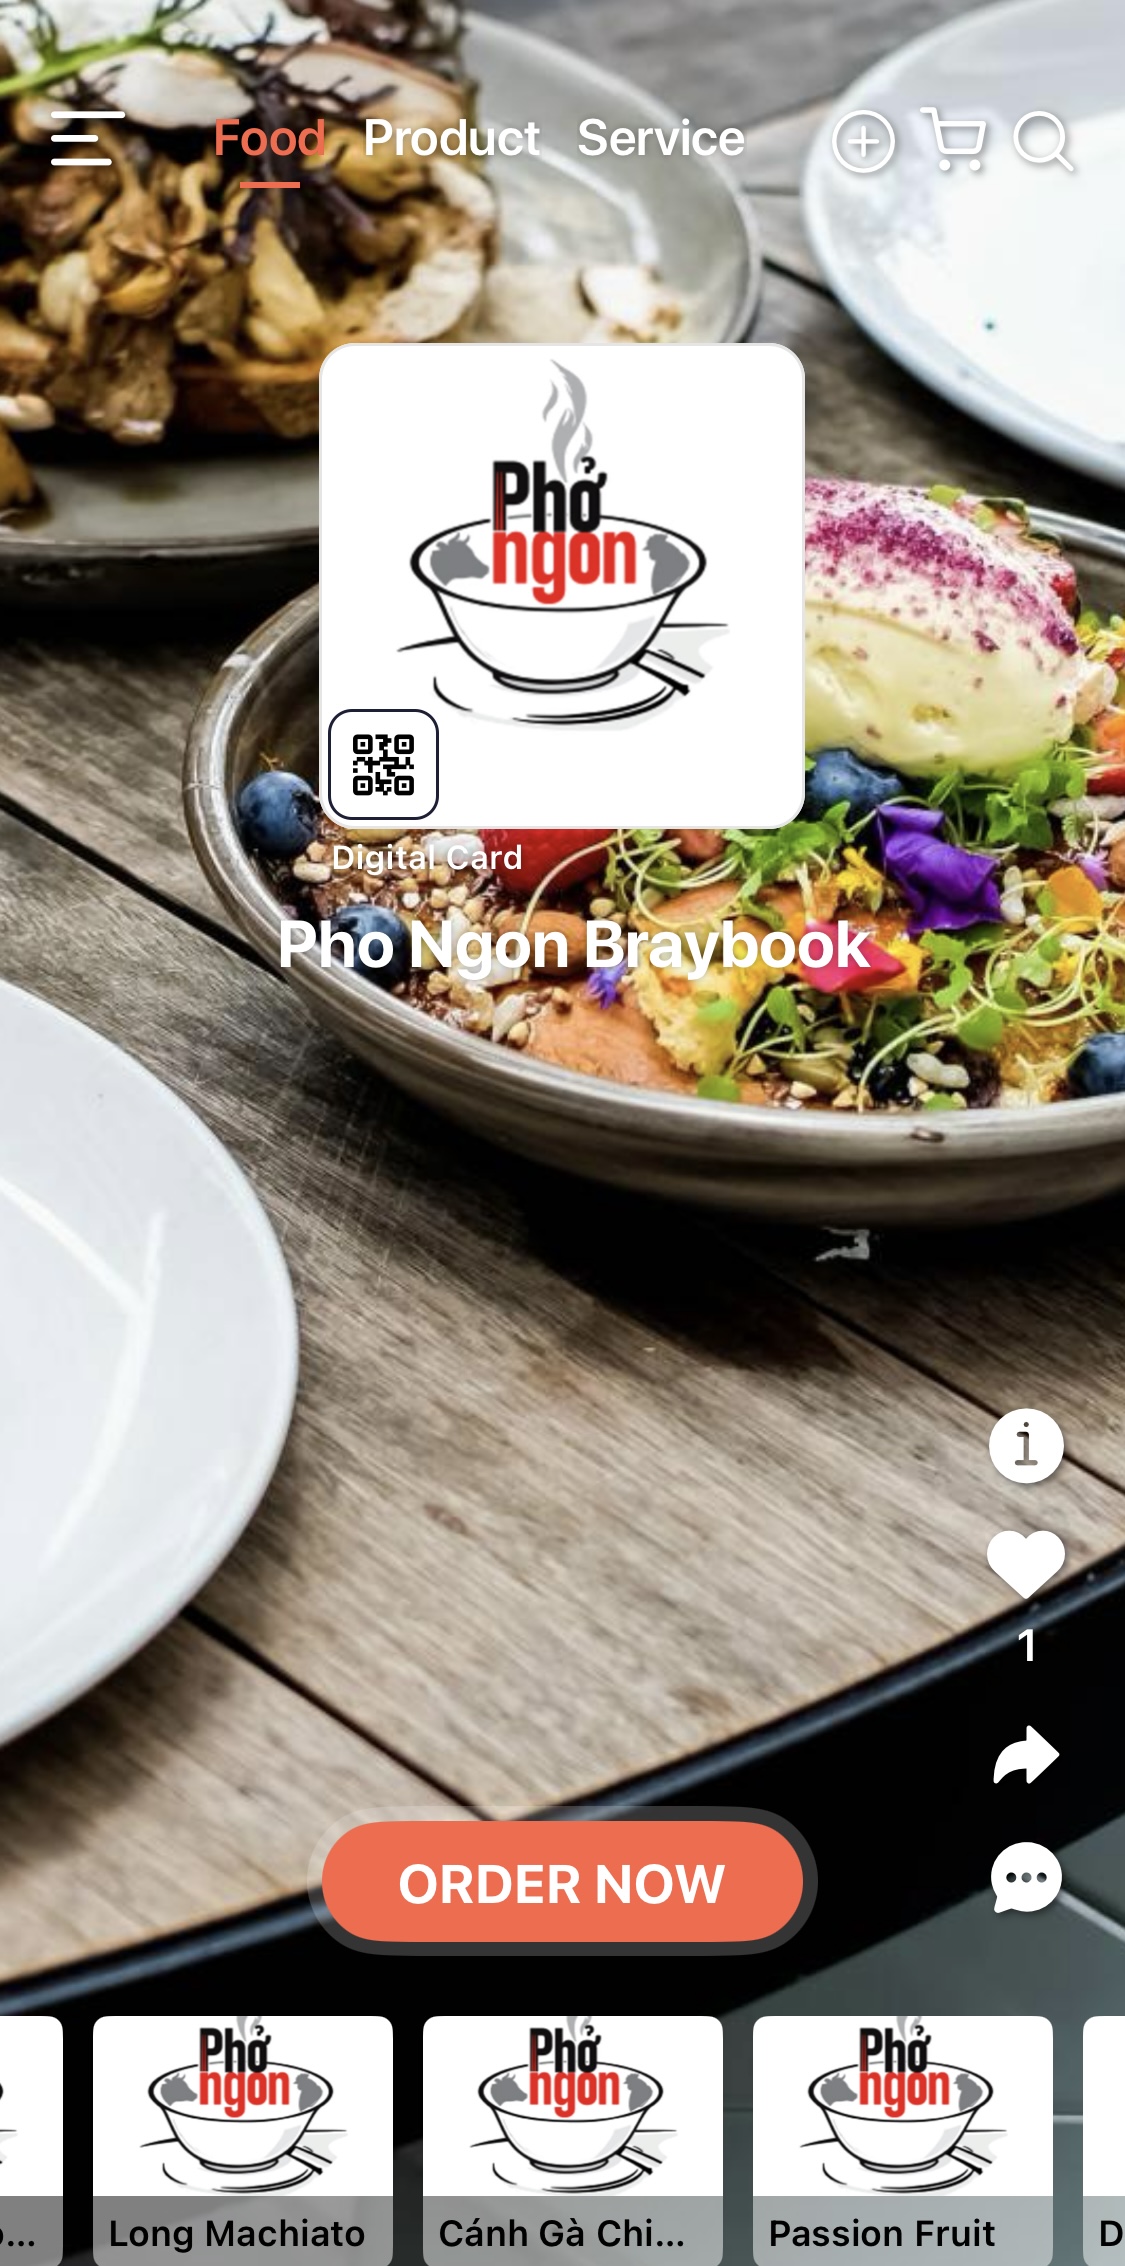 Food Product Service
Phở
ngon
Digital Card
Pho Ngon Braybook
i
1
ORDER NOW
Phở
ngon
Phở
ngon
Phở
ngon
Long Machiato
Cánh Gà Chi...
Passion Fruit